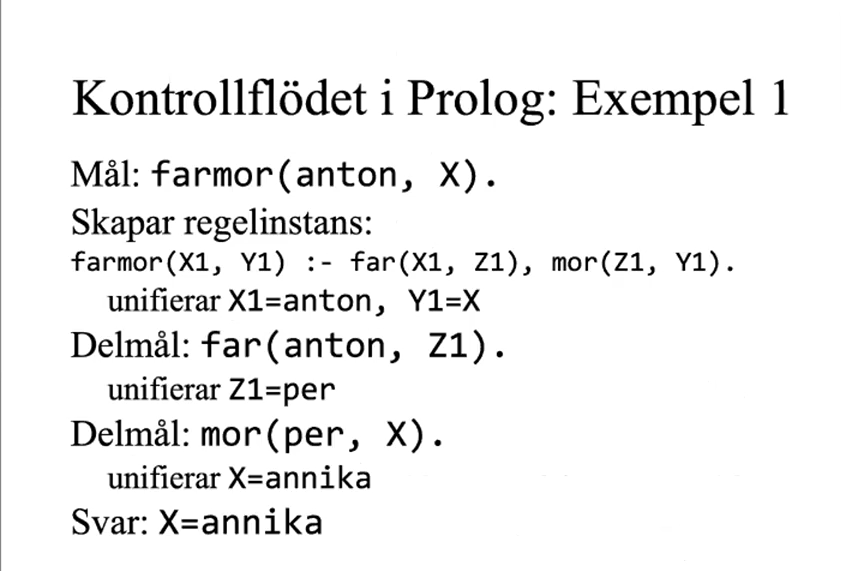 Kontrollflödet i Prolog: Exempel 1
Mål: farmor(anton, X).
Skapar regelinstans:
farmor(X1, Y1) :- far(X1, Z1), mor(Z1, Y1).
unifierar X1=anton, Y1=X
Delmål: far(anton, Z1).
unifierar Z1=per
Delmål: mor(per, X).
unifierar X=annika
Svar: X=annika